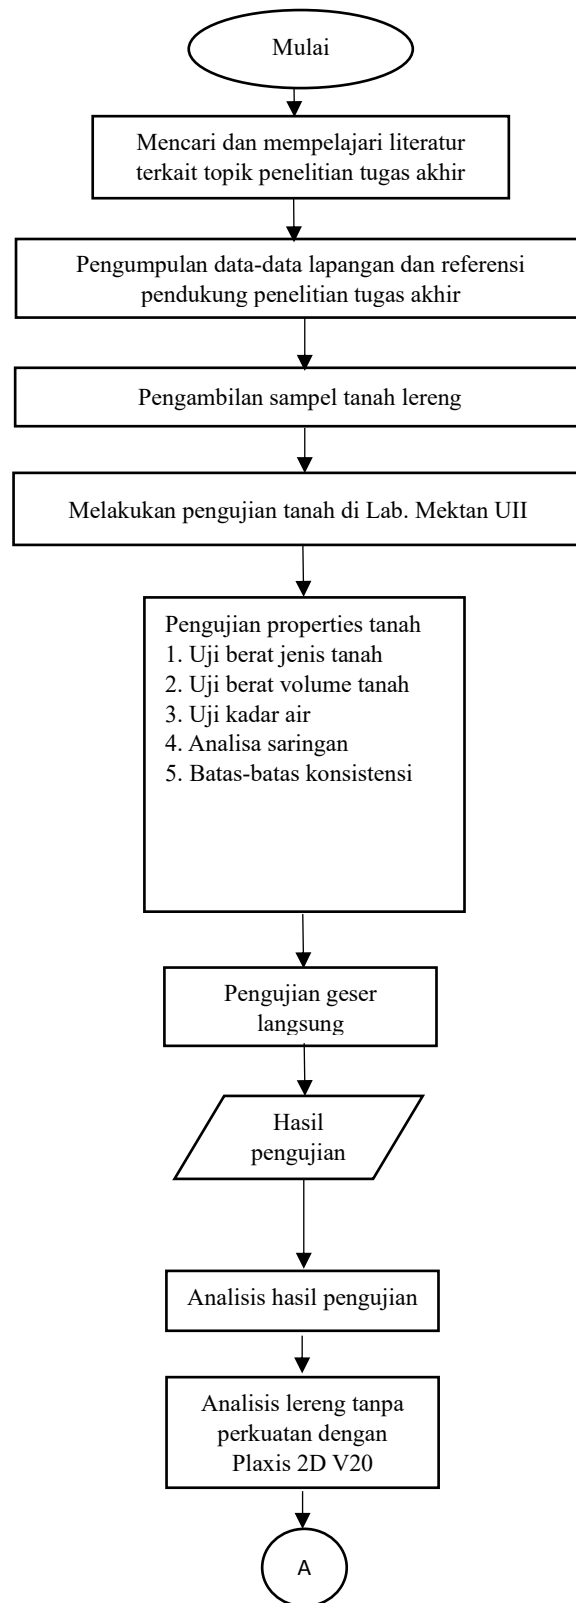 Mulai
Mencari dan mempelajari literatur
terkait topik penelitian tugas akhir
Pengumpulan data-data lapangan dan referensi
pendukung penelitian tugas akhir
Pengambilan sampel tanah lereng
Melakukan pengujian tanah di Lab. Mektan UII
Pengujian properties tanah
1. Uji berat jenis tanah
2. Uji berat volume tanah
3. Uji kadar air
4. Analisa saringan
5. Batas-batas konsistensi
Pengujian geser
langsung
Hasil
pengujian
Analisis hasil pengujian
Analisis lereng tanpa
perkuatan dengan
Plaxis 2D V20
A